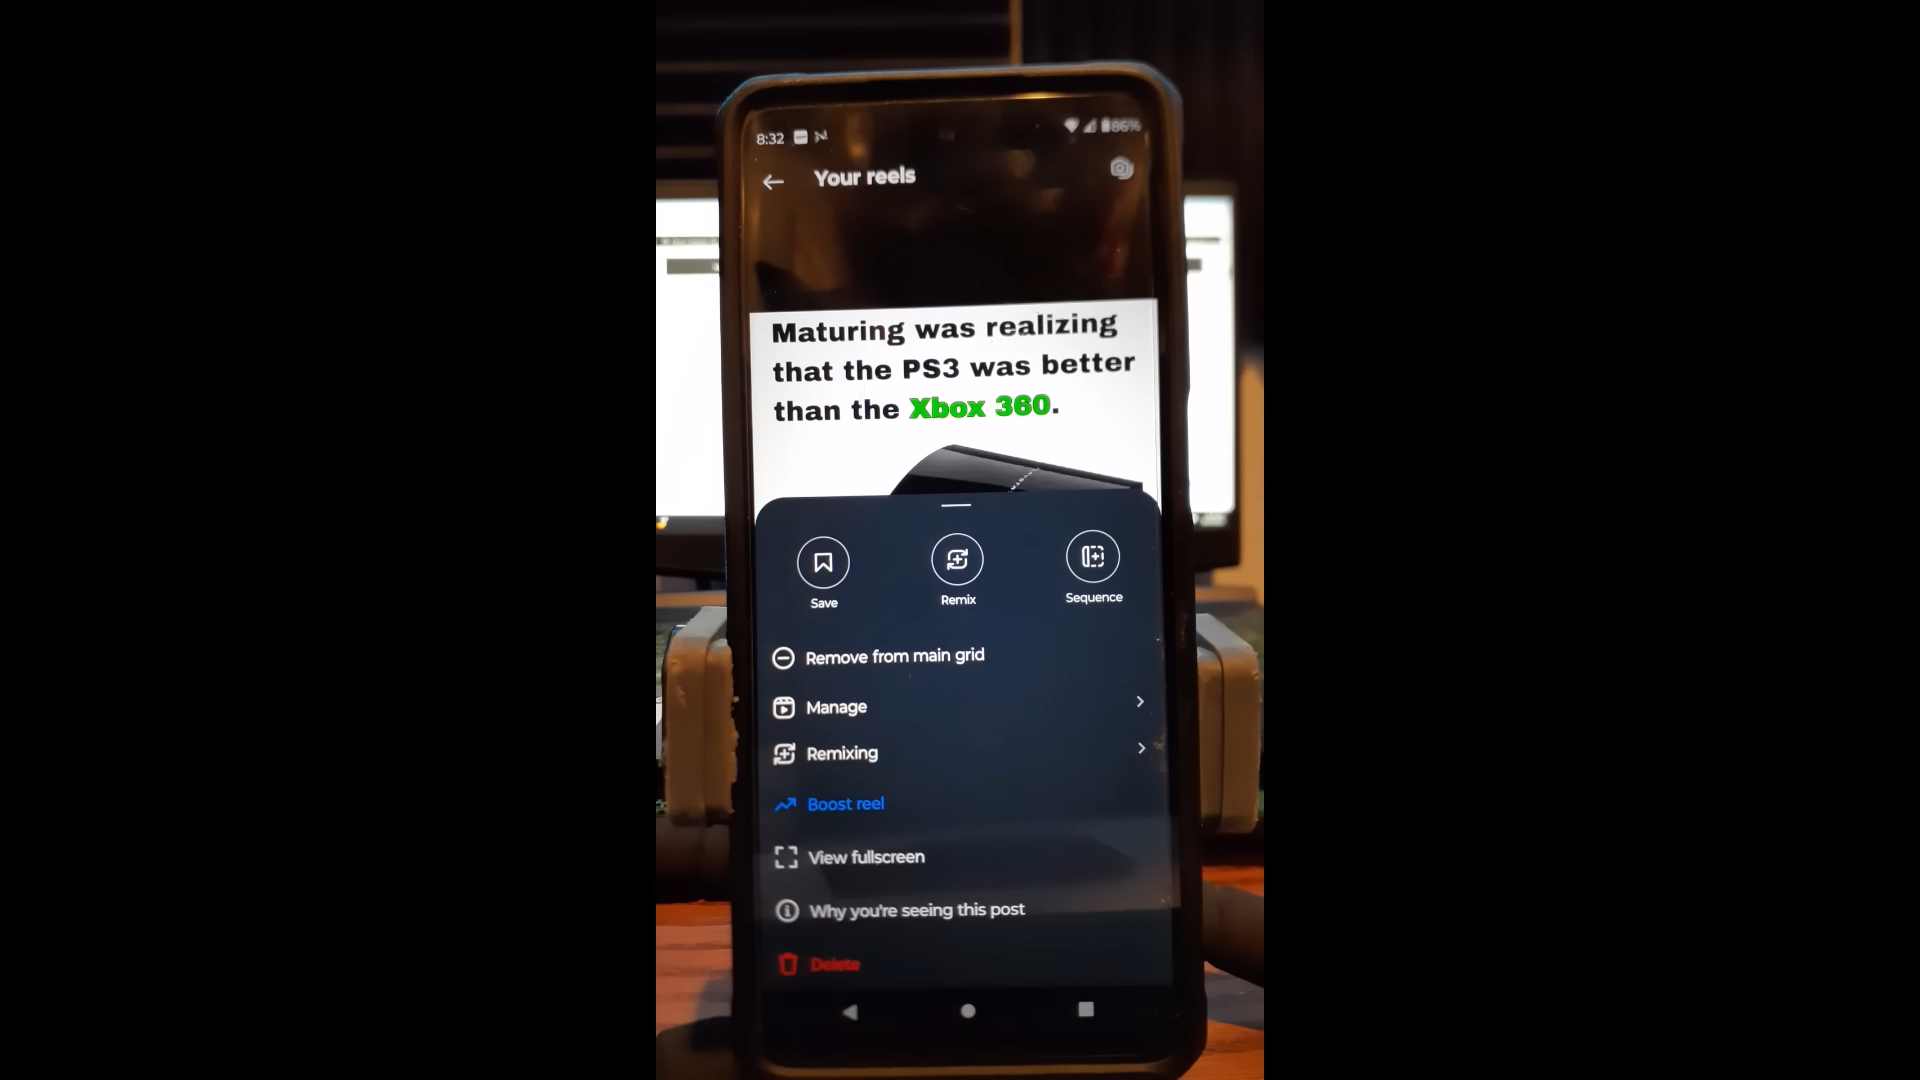 8:32
86%
Your reels
Maturing was realizing
that the PS3 was better
than the Xbox 360.
Save
Remix
Sequence
Remove from main grid
Manage
Remixing
Boost reel
View fullscreen
Why you're seeing this post
Delete